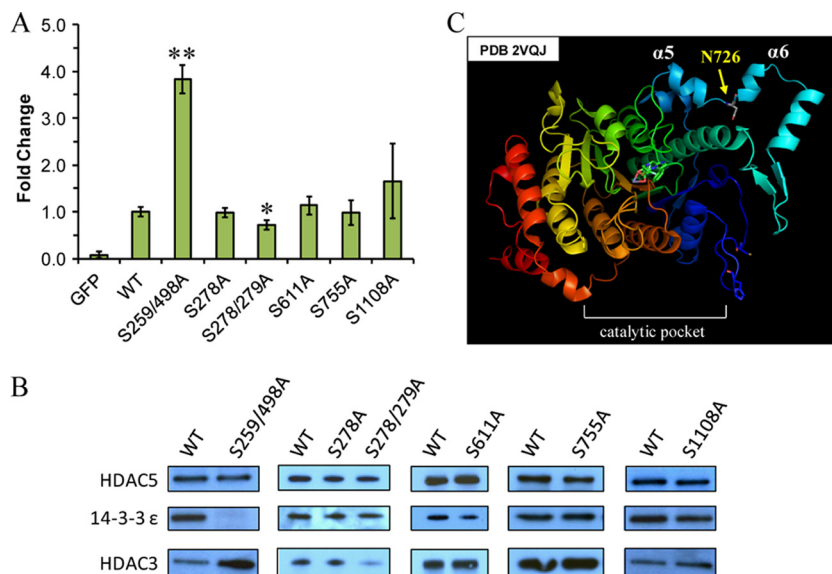 A
Fold Change
5.0
4.0
3.0
2.0
1.0
0.0
**
*
GFP
WT
S259/498A
S278A
S278/279A
S611A
S755A
S1108A
C
PDB 2VQJ
α5
N726
α6
catalytic pocket
B
WT
S259/498A
WT
S278A
S278/279A
WT
S611A
WT
S755A
WT
S1108A
HDAC5
14-3-3 ε
HDAC3